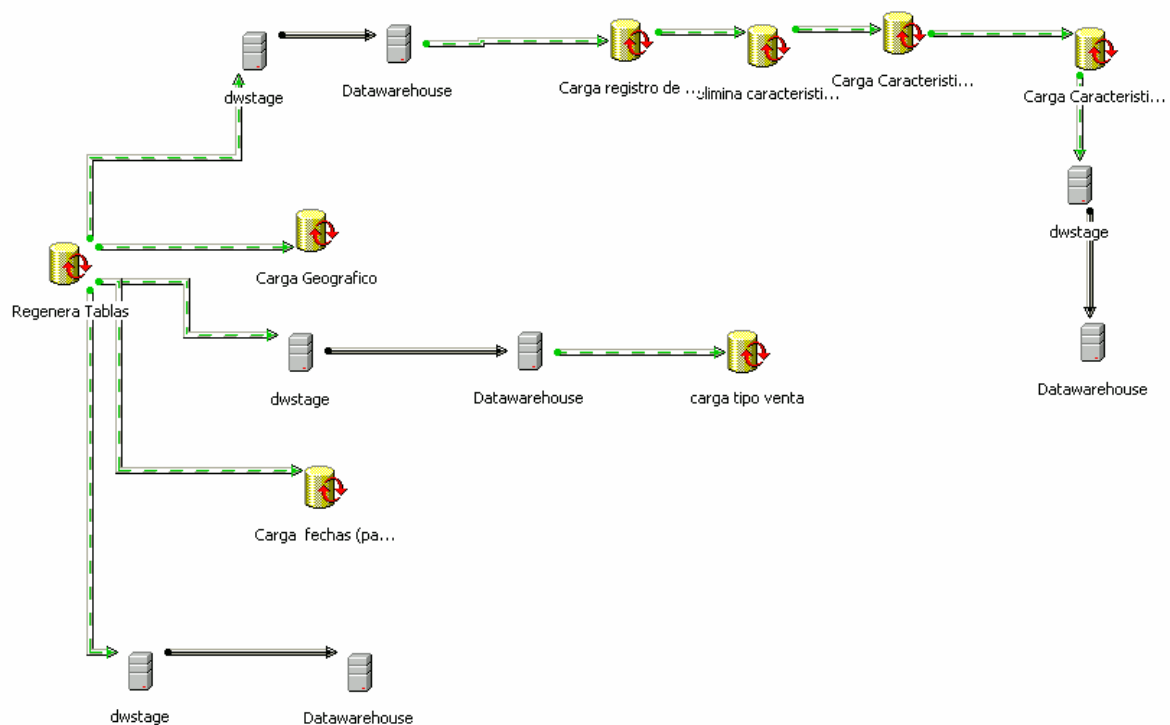 dwstage
Datawarehouse
Carga registro de ...
elimina caracteristi...
Carga Caracteristi...
Carga Caracteristi...
dwstage
Carga Geografico
Regenera Tablas
dwstage
Datawarehouse
carga tipo venta
Datawarehouse
Carga fechas (pa...
dwstage
Datawarehouse